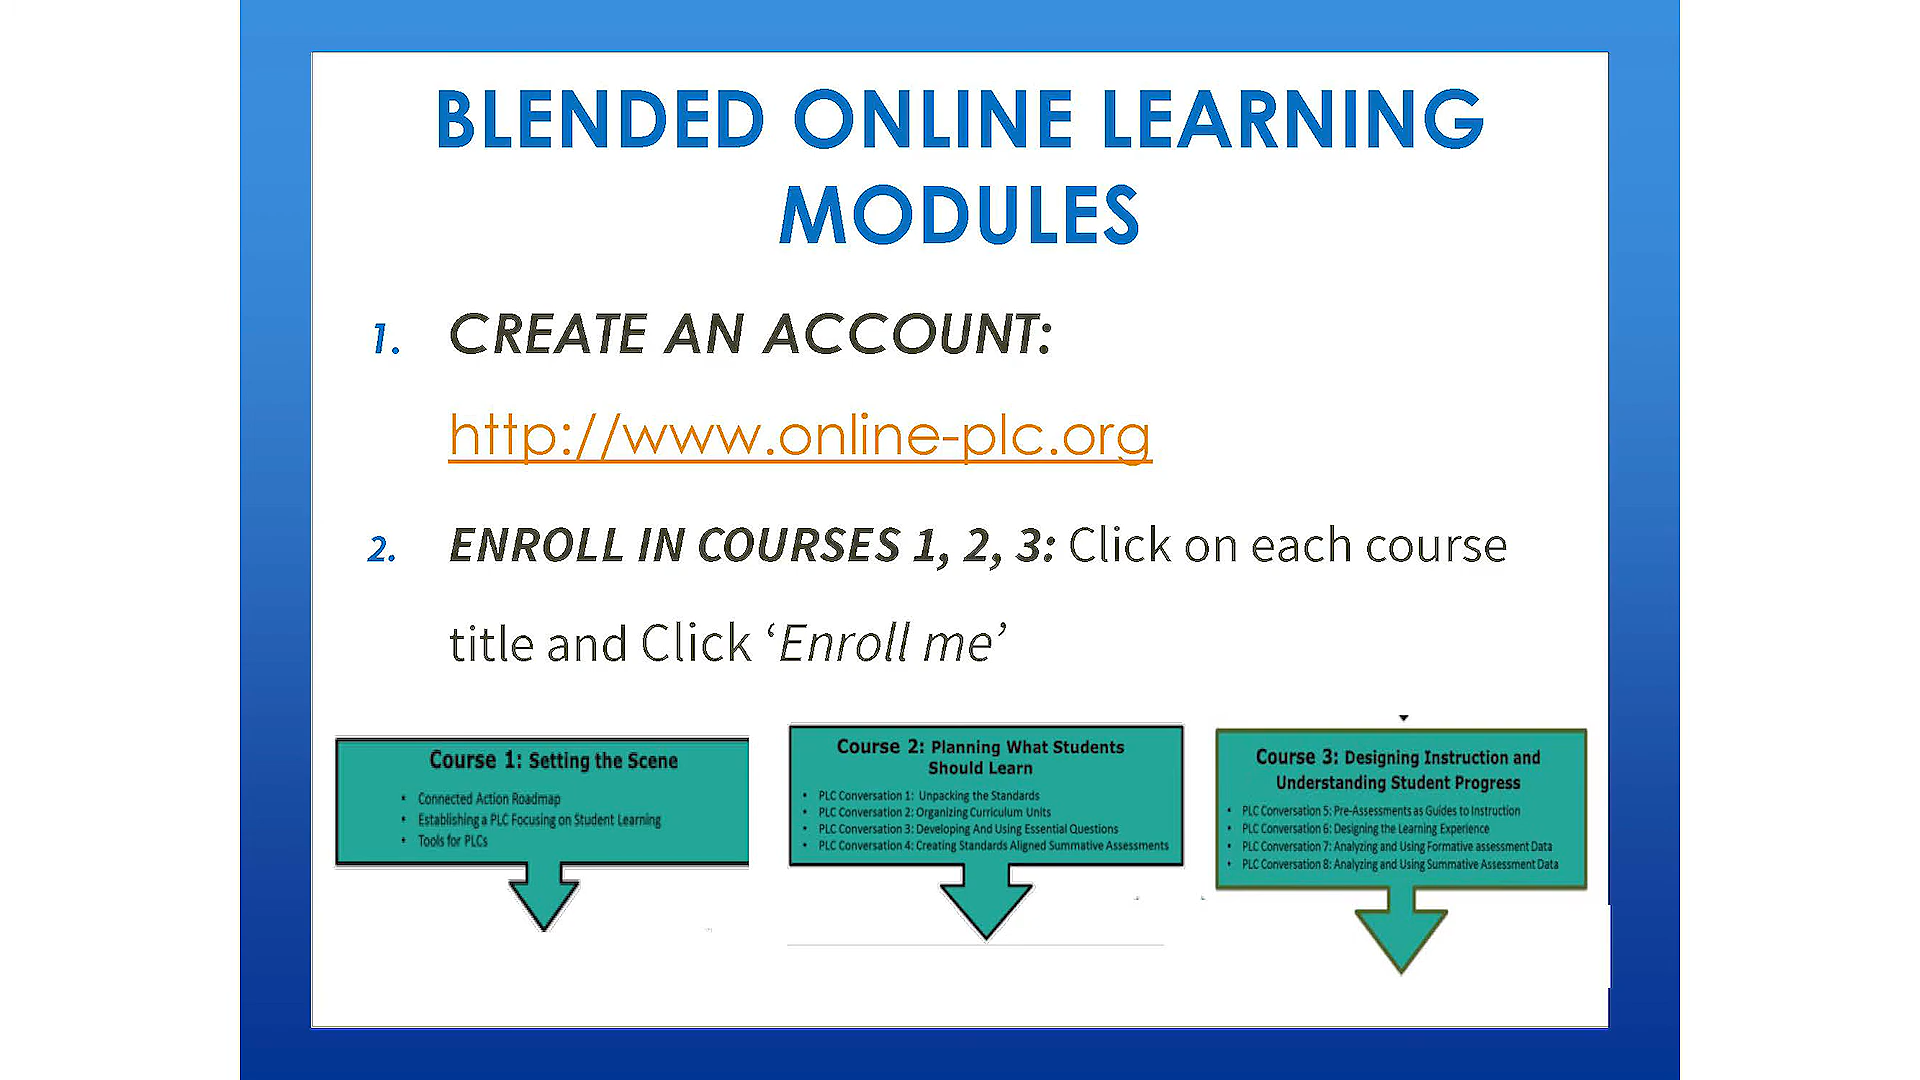 BLENDED ONLINE LEARNING
MODULES
1. CREATE AN ACCOUNT:
http://www.online-plc.org
2. ENROLL IN COURSES 1, 2, 3: Click on each course
title and Click ‘Enroll me’
Course 1: Setting the Scene
• Connected Action Roadmap
• Establishing a PLC Focusing on Student Learning
• Tools for PLCs
Course 2: Planning What Students
Should Learn
• PLC Conversation 1: Unpacking the Standards
• PLC Conversation 2: Organizing Curriculum Units
• PLC Conversation 3: Developing And Using Essential Questions
• PLC Conversation 4: Creating Standards Aligned Summative Assessments
Course 3: Designing Instruction and
Understanding Student Progress
• PLC Conversation 5: Pre-Assessments as Guides to Instruction
• PLC Conversation 6: Designing the Learning Experience
• PLC Conversation 7: Analyzing and Using Formative assessment Data
• PLC Conversation 8: Analyzing and Using Summative Assessment Data